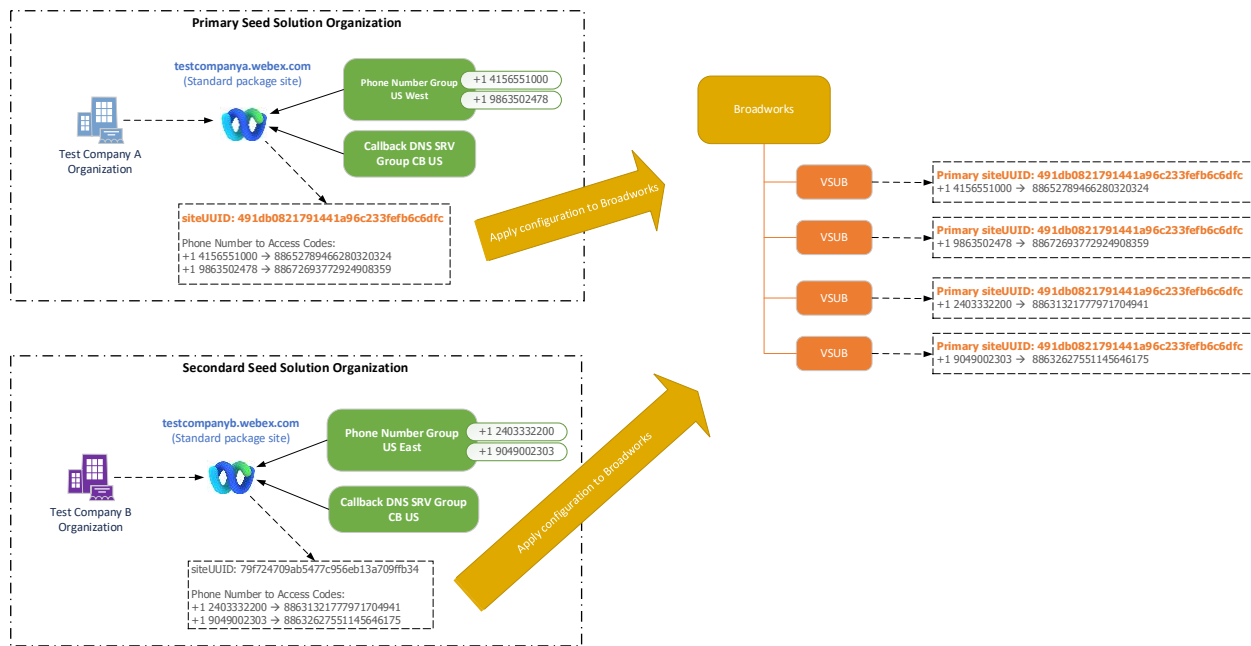 Primary Seed Solution Organization
testcompanya.webex.com
(Standard package site)
Phone Number Group
US West
+1 4156551000
+1 9863502478
Test Company A
Organization
Callback DNS SRV
Group CB US
siteUUID: 491db0821791441a96c233fefb6c6dfc
Phone Number to Access Codes:
+1 4156551000 → 88652789466280320324
+1 9863502478 → 88672693772924908359
Apply configuration to Broadworks
Secondard Seed Solution Organization
testcompanyb.webex.com
(Standard package site)
Phone Number Group
US East
+1 2403332200
+1 9049002303
Test Company B
Organization
Callback DNS SRV Group
CB US
siteUUID: 79f724709ab5477c956eb13a709ffb34
Phone Number to Access Codes:
+1 2403332200 → 88631321777971704941
+1 9049002303 → 88632627551145646175
Apply configuration to Broadworks
Broadworks
VSUB
Primary siteUUID: 491db0821791441a96c233fefb6c6dfc
+1 4156551000 → 88652789466280320324
VSUB
Primary siteUUID: 491db0821791441a96c233fefb6c6dfc
+1 9863502478 → 88672693772924908359
VSUB
Primary siteUUID: 491db0821791441a96c233fefb6c6dfc
+1 2403332200 → 88631321777971704941
VSUB
Primary siteUUID: 491db0821791441a96c233fefb6c6dfc
+1 9049002303 → 88632627551145646175